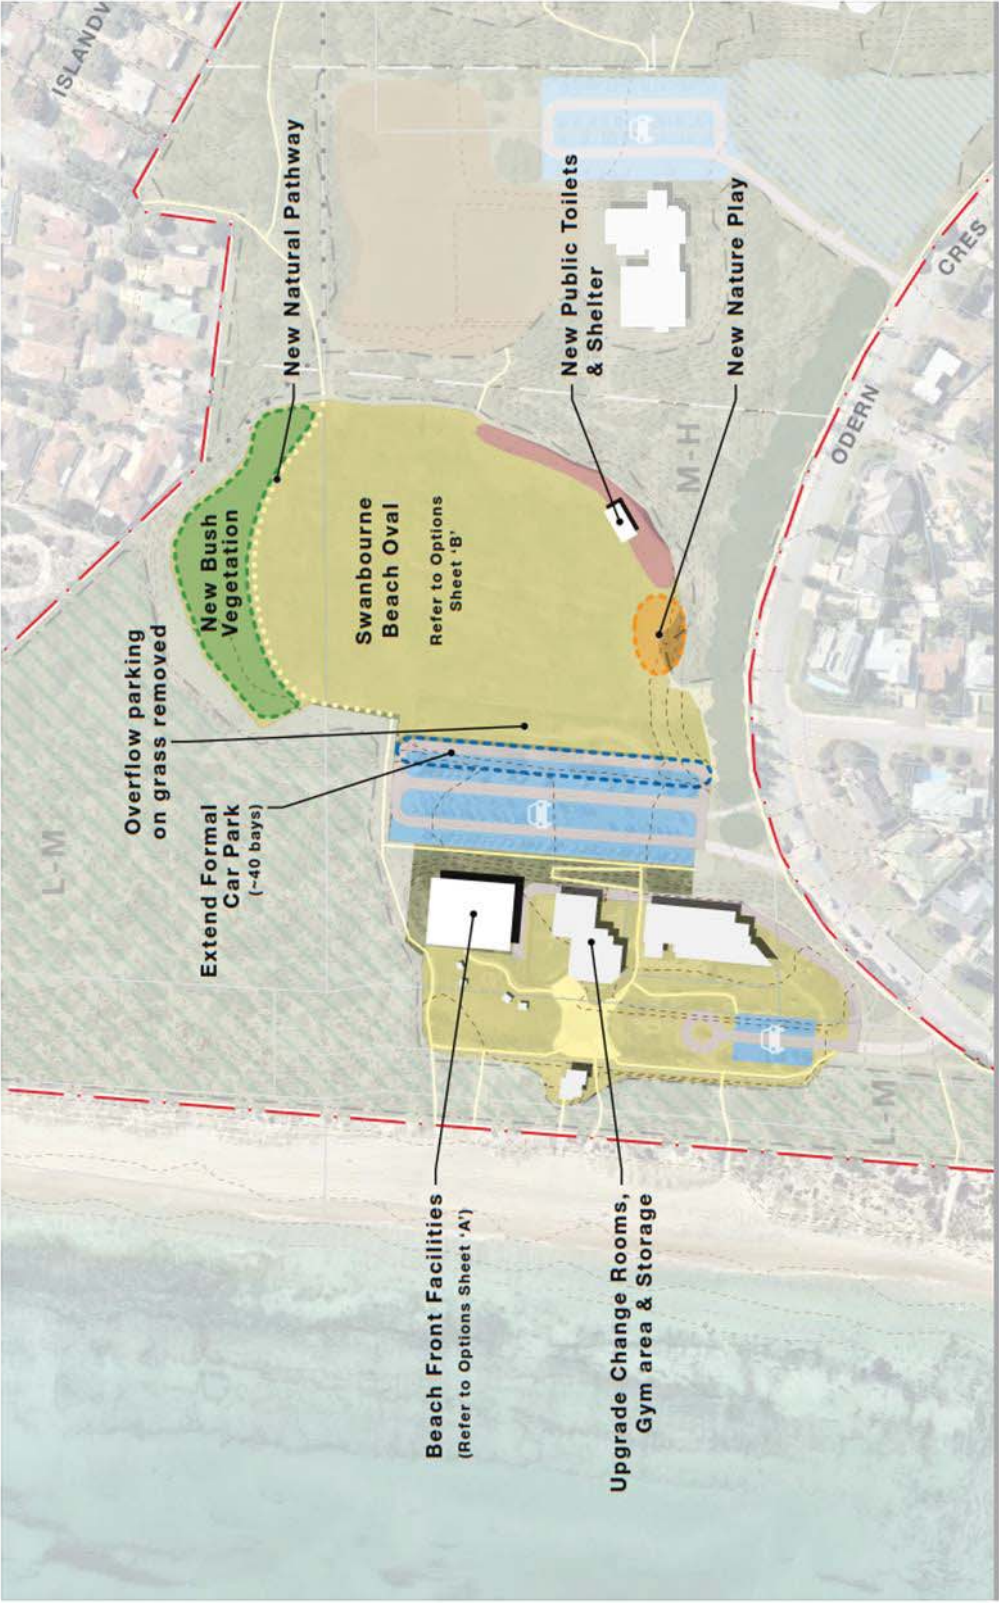 Beach Front Facilities
(Refer to Options Sheet ‘A’)
Upgrade Change Rooms,
Gym area & Storage
Extend Formal
Car Park
(~40 bays)
Overflow parking
on grass removed
New Bush
Vegetation
Swanbourne
Beach Oval
Refer to Options
Sheet ‘B’
New Natural Pathway
New Public Toilets
& Shelter
New Nature Play
L-M
L-M
M-H
ODERN
CRES
ISLANDV